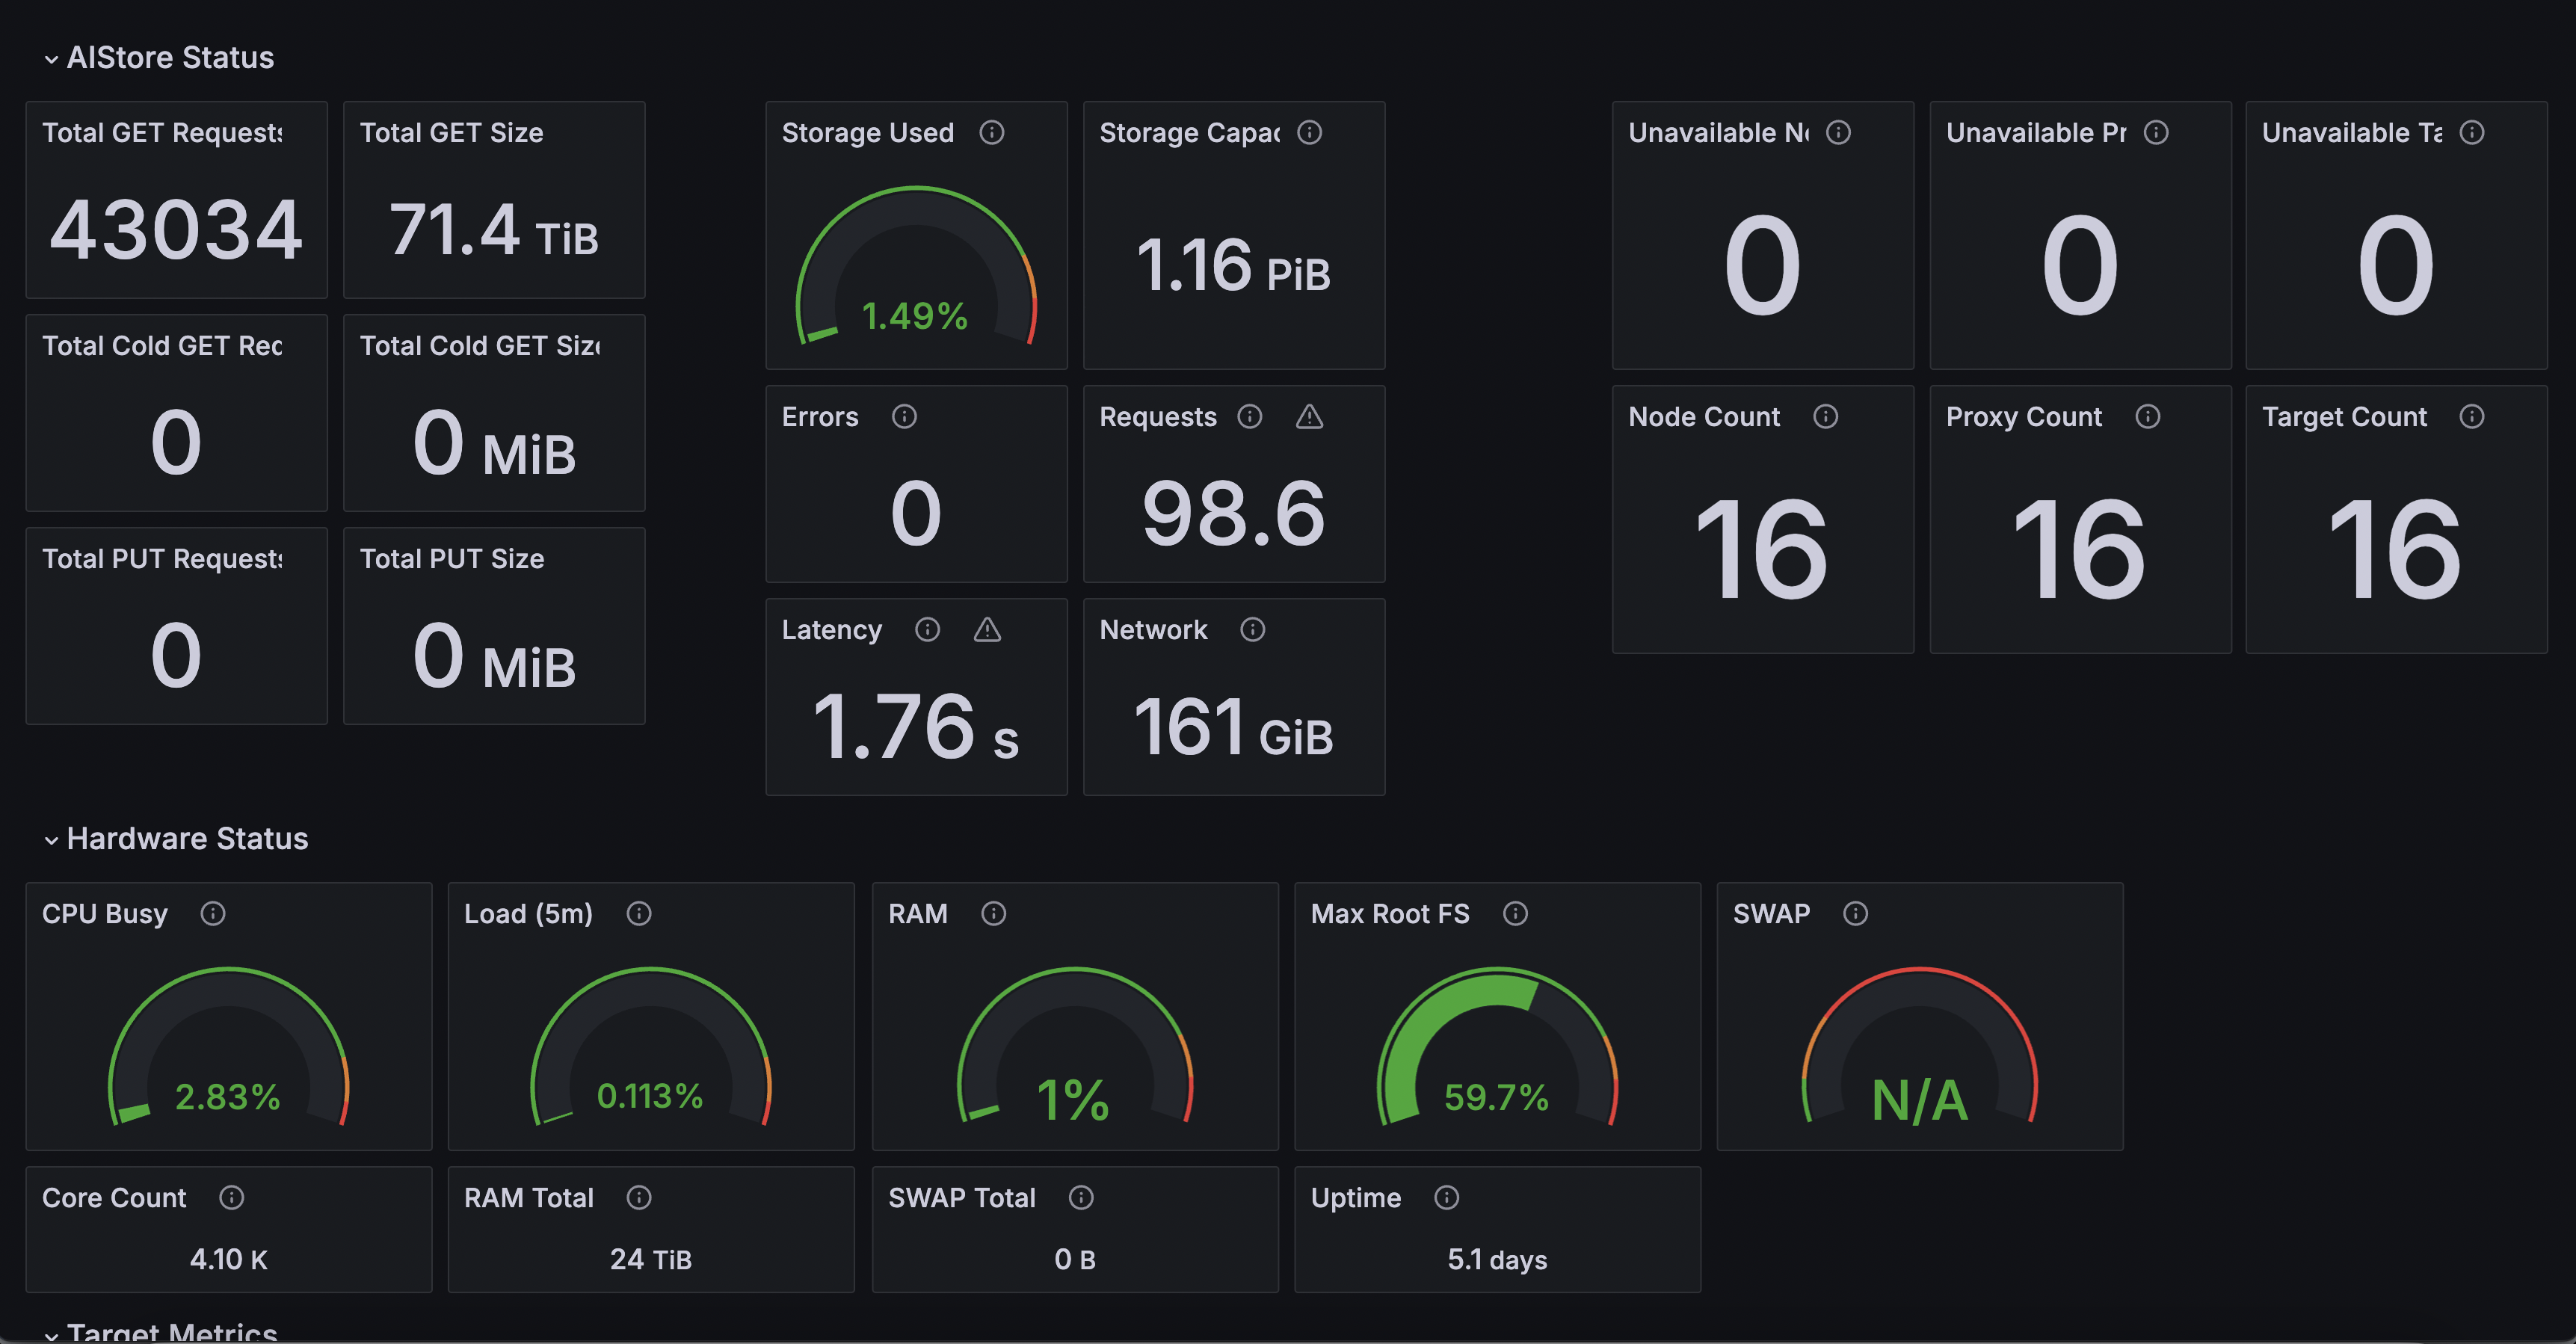 AIStore Status
Total GET Requests
43034
Total GET Size
71.4 TiB
Total Cold GET Rec
0
Total Cold GET Size
0 MiB
Total PUT Requests
0
Total PUT Size
0 MiB
Storage Used
1.49%
Storage Capac
1.16 PiB
Errors
0
Requests
98.6
Latency
1.76 s
Network
161 GiB
Unavailable No
0
Unavailable Pr
0
Unavailable Ta
0
Node Count
16
Proxy Count
16
Target Count
16
Hardware Status
CPU Busy
2.83%
Load (5m)
0.113%
RAM
1%
Max Root FS
59.7%
SWAP
N/A
Core Count
4.10 K
RAM Total
24 TiB
SWAP Total
0 B
Uptime
5.1 days
Target Metrics